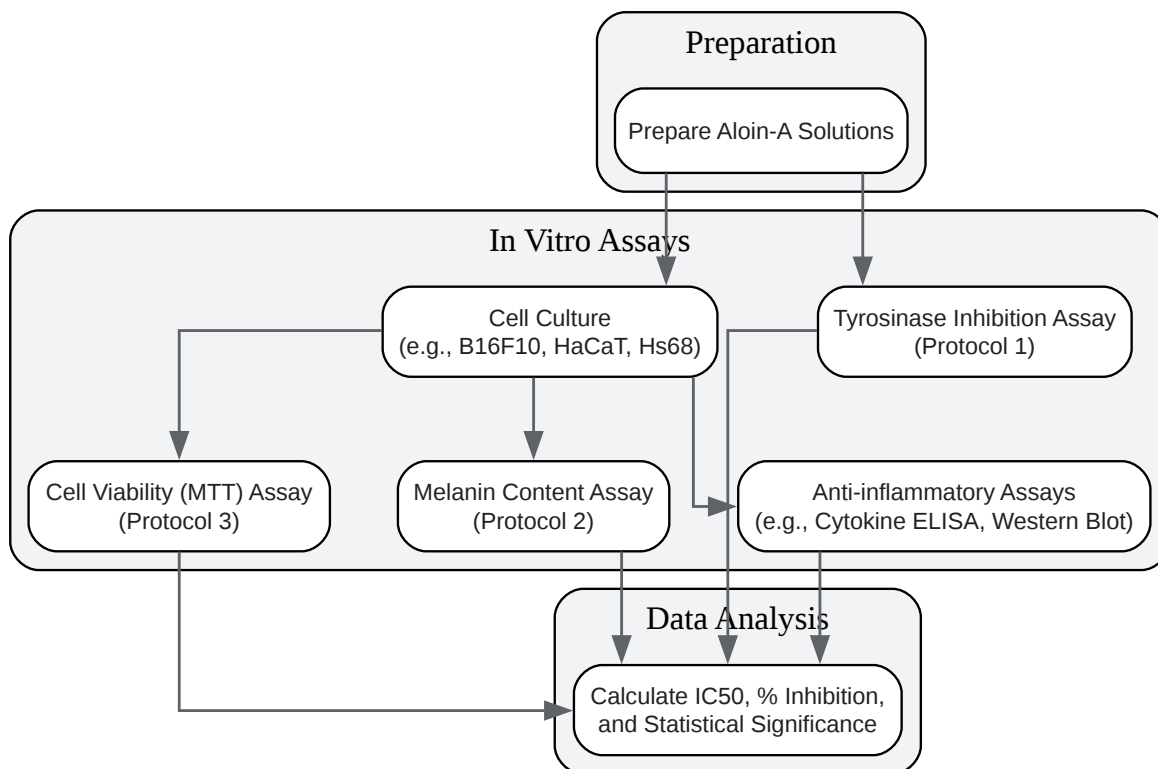 Preparation
Prepare Aloin-A Solutions
In Vitro Assays
Cell Culture
(e.g., B16F10, HaCaT, Hs68)
Tyrosinase Inhibition Assay
(Protocol 1)
Cell Viability (MTT) Assay
(Protocol 3)
Melanin Content Assay
(Protocol 2)
Anti-inflammatory Assays
(e.g., Cytokine ELISA, Western Blot)
Data Analysis
Calculate IC50, % Inhibition,
and Statistical Significance